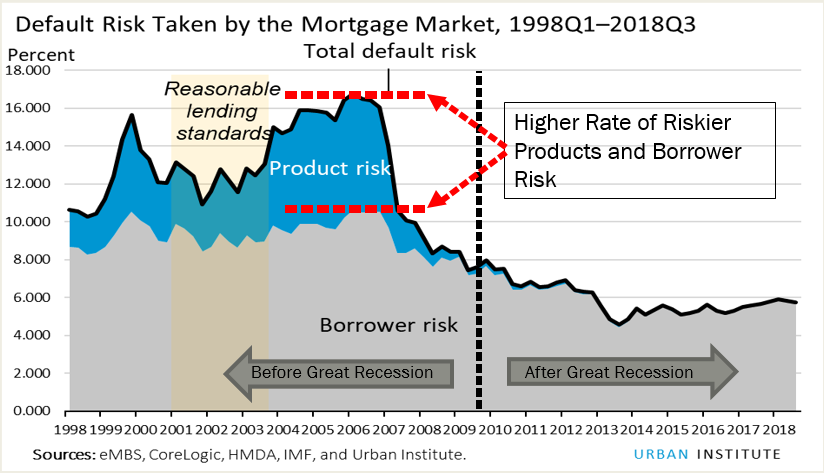 Default Risk Taken by the Mortgage Market, 1998Q1–2018Q3
Total default risk
Percent
18.000
16.000
14.000
12.000
10.000
8.000
6.000
4.000
2.000
0.000
Reasonable
lending
standards
Product risk
Higher Rate of Riskier
Products and Borrower
Risk
Borrower risk
Before Great Recession
After Great Recession
1998 1999 2000 2001 2002 2003 2004 2005 2006 2007 2008 2009 2010 2011 2012 2013 2014 2015 2016 2017 2018
Sources: eMBS, CoreLogic, HMDA, IMF, and Urban Institute.
URBAN INSTITUTE